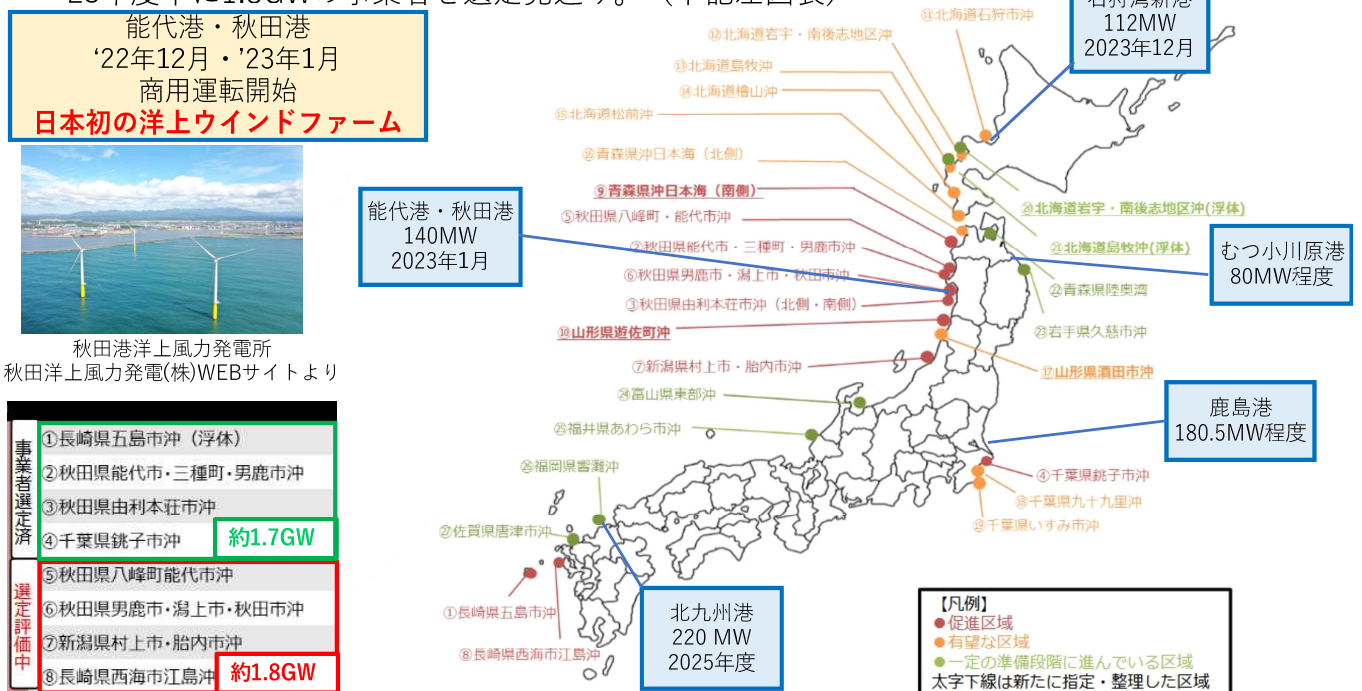 能代港・秋田港
‘22年12月・’23年1月
商用運転開始
日本初の洋上ウインドファーム
秋田港洋上風力発電所
秋田洋上風力発電(株)WEBサイトより
事業者選定済
①長崎県五島市沖（浮体）
②秋田県能代市・三種町・男鹿市沖
③秋田県由利本荘市沖
④千葉県銚子市沖
約1.7GW
選定評価中
⑤秋田県八峰町能代市沖
⑥秋田県男鹿市・潟上市・秋田市沖
⑦新潟県村上市・胎内市沖
⑧長崎県西海市江島沖
約1.8GW
⑪北海道石狩市沖
⑫北海道岩宇・南後志地区沖
⑬北海道島牧沖
⑭北海道檜山沖
⑮北海道松前沖
⑯青森県沖日本海（北側）
⑨青森県沖日本海（南側）
⑤秋田県八峰町・能代市沖
②秋田県能代市・三種町・男鹿市沖
⑥秋田県男鹿市・潟上市・秋田市沖
③秋田県由利本荘市沖（北側・南側）
⑩山形県遊佐町沖
⑦新潟県村上市・胎内市沖
㉔富山県東部沖
㉕福井県あわら市沖
㉖福岡県響灘沖
㉗佐賀県唐津市沖
①長崎県五島市沖
⑧長崎県西海市江島沖
能代港・秋田港
140MW
2023年1月
石狩湾新港
112MW
2023年12月
⑳北海道岩宇・南後志地区沖(浮体)
㉑北海道島牧沖(浮体)
むつ小川原港
80MW程度
㉒青森県陸奥湾
㉓岩手県久慈市沖
⑰山形県酒田市沖
鹿島港
180.5MW程度
④千葉県銚子市沖
⑱千葉県九十九里沖
⑲千葉県いすみ市沖
北九州港
220 MW
2025年度
【凡例】
●促進区域
●有望な区域
●一定の準備段階に進んでいる区域
太字下線は新たに指定・整理した区域